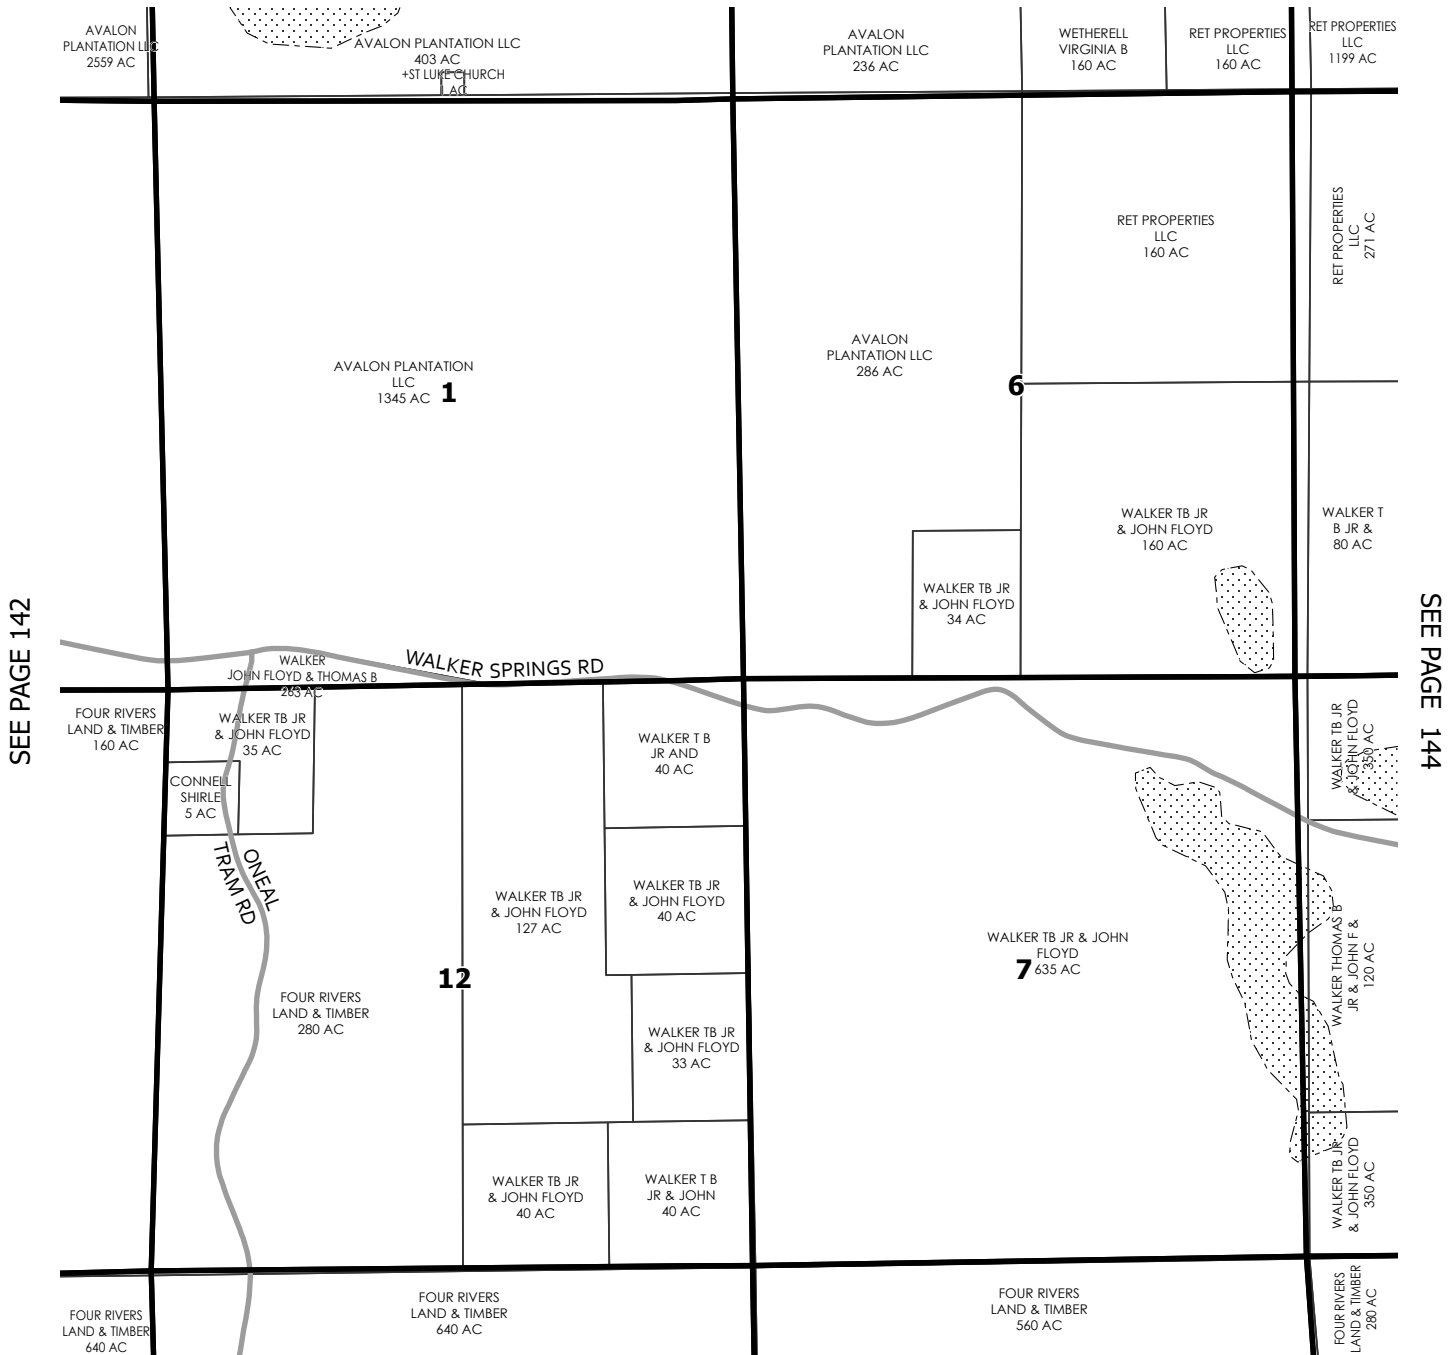 AVALON
PLANTATION LLC
2559 AC
AVALON PLANTATION LLC
403 AC
+ST LUKE CHURCH
1 AC
AVALON
PLANTATION LLC
236 AC
WETHERELL
VIRGINIA B
160 AC
RET PROPERTIES
LLC
160 AC
RET PROPERTIES
LLC
1199 AC
RET PROPERTIES
LLC
160 AC
RET PROPERTIES
LLC
271 AC
AVALON PLANTATION
LLC
1345 AC
1
AVALON
PLANTATION LLC
286 AC
6
WALKER TB JR
& JOHN FLOYD
160 AC
WALKER T
B JR &
80 AC
WALKER TB JR
& JOHN FLOYD
34 AC
SEE PAGE 142
SEE PAGE 144
WALKER SPRINGS RD
WALKER
JOHN FLOYD & THOMAS B
263 AC
FOUR RIVERS
LAND & TIMBER
160 AC
WALKER TB JR
& JOHN FLOYD
35 AC
CONNELL
SHIRLE
5 AC
WALKER T B
JR AND
40 AC
WALKER TB JR
& JOHN FLOYD
350 AC
ONEAL
TRAM RD
WALKER TB JR
& JOHN FLOYD
127 AC
WALKER TB JR
& JOHN FLOYD
40 AC
WALKER TB JR & JOHN
FLOYD
635 AC
7
WALKER THOMAS B
JR & JOHN F &
120 AC
12
FOUR RIVERS
LAND & TIMBER
280 AC
WALKER TB JR
& JOHN FLOYD
33 AC
WALKER TB JR
& JOHN FLOYD
40 AC
WALKER T B
JR & JOHN
40 AC
WALKER TB JR
& JOHN FLOYD
350 AC
FOUR RIVERS
LAND & TIMBER
640 AC
FOUR RIVERS
LAND & TIMBER
640 AC
FOUR RIVERS
LAND & TIMBER
560 AC
FOUR RIVERS
LAND & TIMBER
280 AC